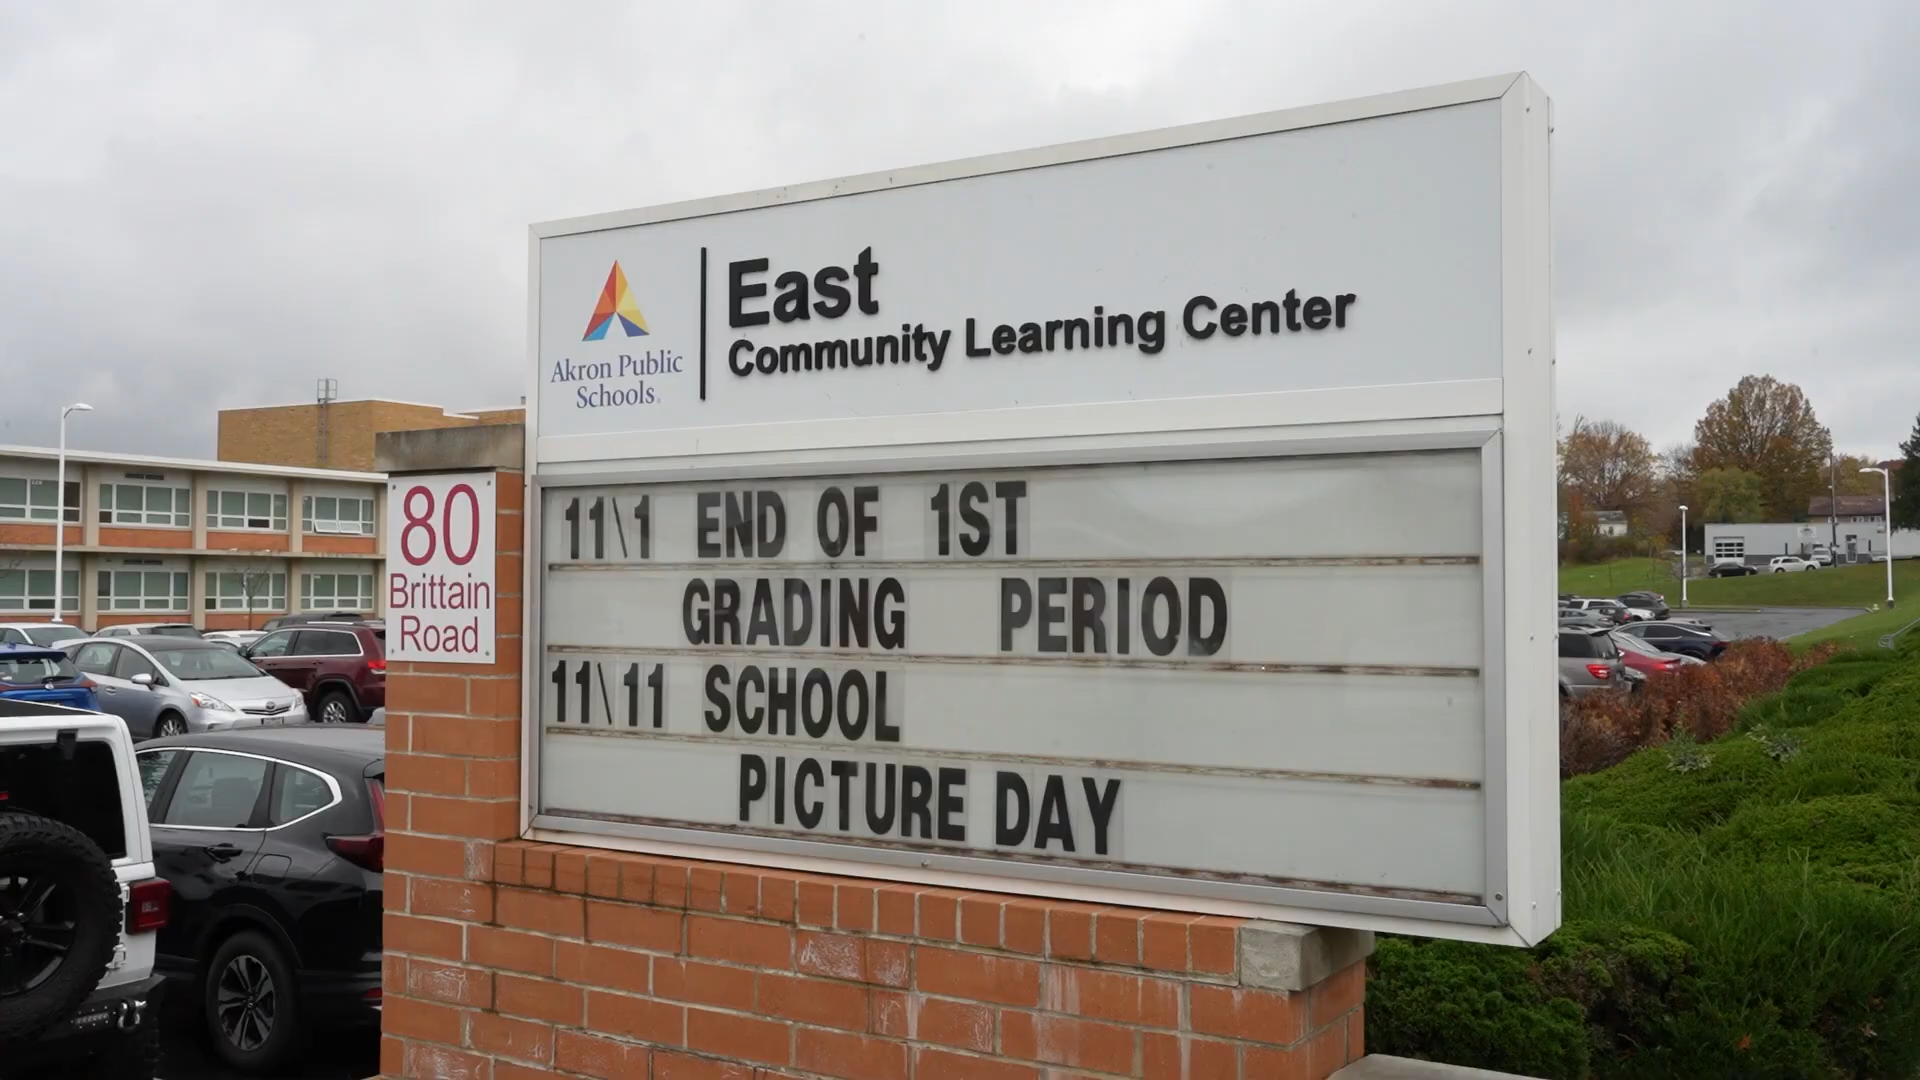 East
Community Learning Center
Akron Public
Schools
80
Brittain
Road
11\1 END OF 1ST
GRADING PERIOD
11\11 SCHOOL
PICTURE DAY